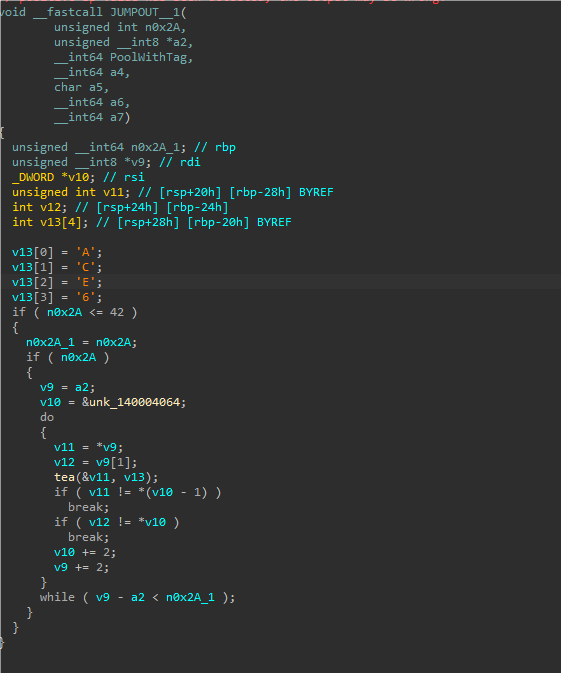 void __fastcall JUMPOUT__1(
unsigned int n0x2A,
unsigned __int8 *a2,
__int64 PoolWithTag,
__int64 a4,
char a5,
__int64 a6,
__int64 a7)
{
unsigned __int64 n0x2A_1; // rbp
unsigned __int8 *v9; // rdi
_DWORD *v10; // rsi
unsigned int v11; // [rsp+20h] [rbp-28h] BYREF
int v12; // [rsp+24h] [rbp-24h]
int v13[4]; // [rsp+28h] [rbp-20h] BYREF
v13[0] = 'A';
v13[1] = 'C';
v13[2] = 'E';
v13[3] = '6';
if ( n0x2A <= 42 )
{
n0x2A_1 = n0x2A;
if ( n0x2A )
{
v9 = a2;
v10 = &unk_140004064;
do
{
v11 = *v9;
v12 = v9[1];
tea(&v11, v13);
if ( v11 != *(v10 - 1) )
break;
if ( v12 != *v10 )
break;
v10 += 2;
v9 += 2;
}
while ( v9 - a2 < n0x2A_1 );
}
}
}